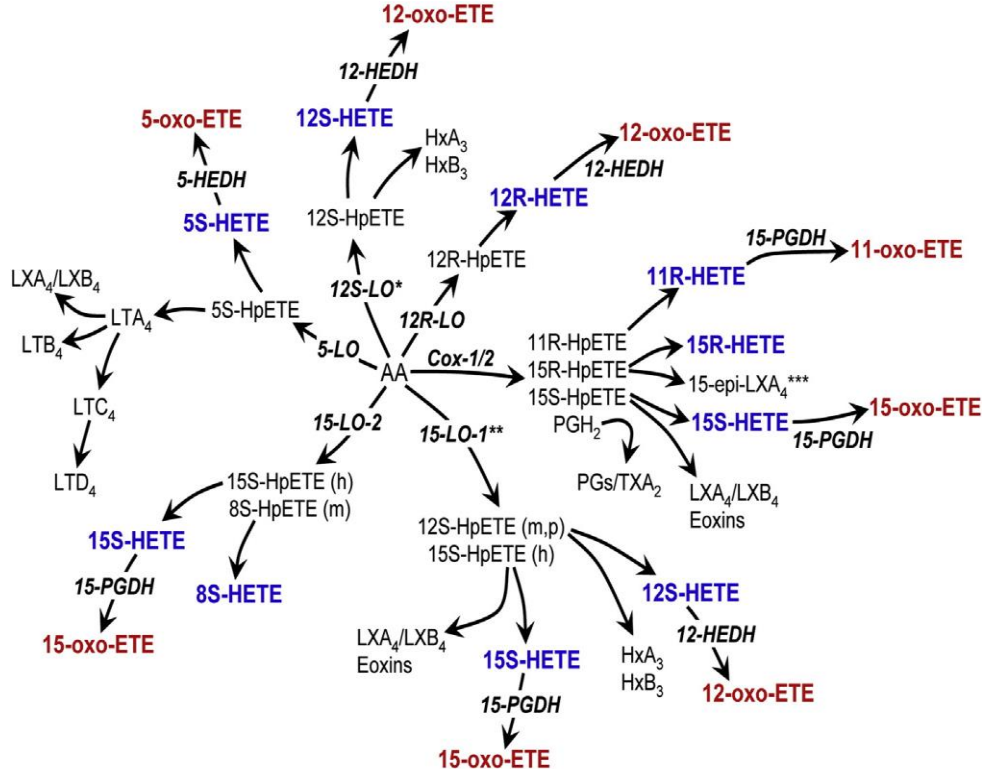 12-oxo-ETE
12-HEDH
12S-HETE
5-oxo-ETE
HxA₃
HxB₃
12-oxo-ETE
12-HEDH
5-HEDH
12R-HETE
5S-HETE
12S-HpETE
12R-HpETE
15-PGDH
11-oxo-ETE
11R-HETE
LXA₄/LXB₄
12S-LO*
5S-HpETE
LTA₄
12R-LO
LTB₄
5-LO
Cox-1/2
AA
11R-HpETE
15R-HpETE
15S-HpETE
15R-HETE
15-epi-LXA₄***
PGH₂
15S-HETE
15-PGDH
15-oxo-ETE
LTC₄
15-LO-2
15-LO-1**
LTD₄
PGs/TXA₂
LXA₄/LXB₄
Eoxins
15S-HpETE (h)
8S-HpETE (m)
12S-HpETE (m,p)
15S-HpETE (h)
15S-HETE
15-PGDH
8S-HETE
15-oxo-ETE
12S-HETE
12-HEDH
LXA₄/LXB₄
Eoxins
15S-HETE
HxA₃
HxB₃
12-oxo-ETE
15-PGDH
15-oxo-ETE